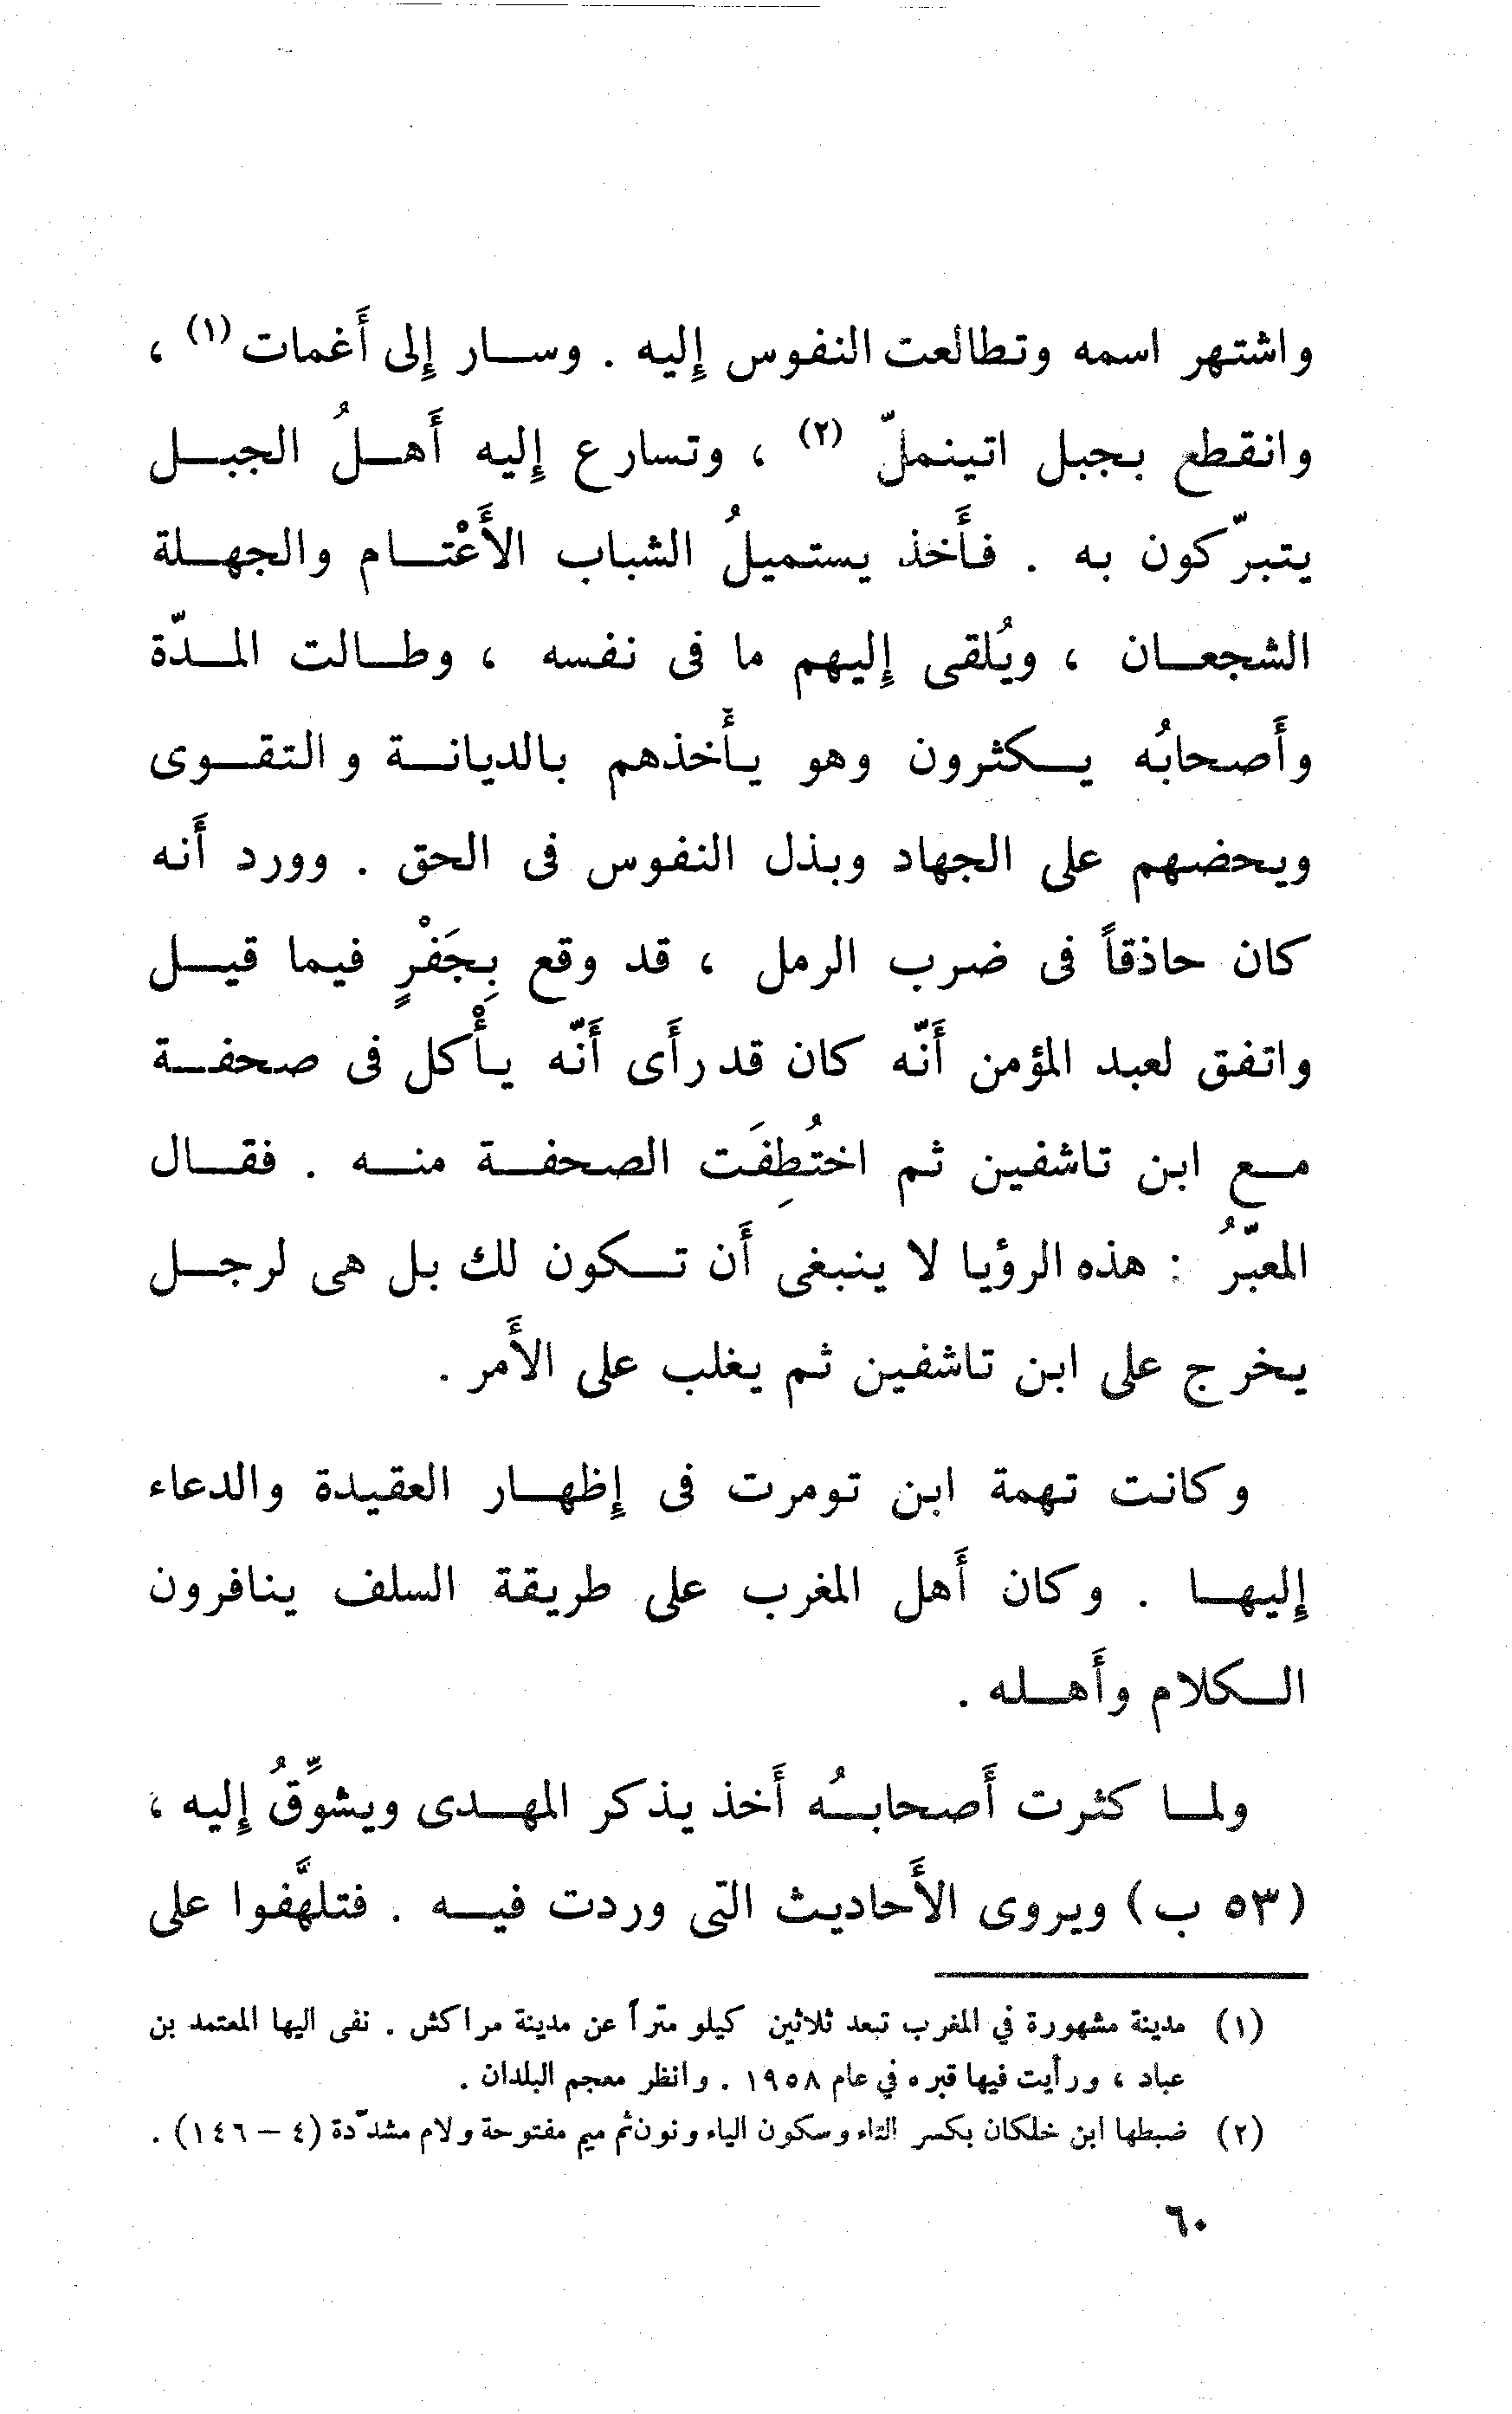 واشتهر اسمه وتطالعت النفوس إليه . وسار إلى أغمات (١) ،
وانقطع بجبل اتينملّ (٢) ، وتسارع إليه أَهلُ الجبل
يتبرّكون به . فأَخذ يستميلُ الشباب الأَغْتام والجهلة
الشجعان ، ويُلقى إليهم ما فى نفسه ، وطالت المدّة
وأَصحابُه يكثرون وهو يأَخذهم بالديانة والتقوى
ويحضهم على الجهاد وبذل النفوس فى الحق . وورد أَنه
كان حاذقاً فى ضرب الرمل ، قد وقع بِجَفْرٍ فيما قيل
واتفق لعبد المؤمن أَنّه كان قد رأَى أَنّه يأْكل فى صحفة
مع ابن تاشفين ثم اختُطِفَت الصحفة منه . فقال
المعبّرُ : هذه الرؤيا لا ينبغى أَن تكون لك بل هى لرجل
يخرج على ابن تاشفين ثم يغلب على الأَمر .
وكانت تهمة ابن تومرت فى إِظهار العقيدة والدعاء
إِليها . وكان أَهل المغرب على طريقة السلف ينافرون
الكلام وأَهله .
ولما كثرت أَصحابُه أَخذ يذكر المهدى ويشوِّقُ إِليه ،
(٥٣ ب) ويروى الأَحاديث التى وردت فيه . فتلهَّفوا على
(١) مدينة مشهورة في المغرب تبعد ثلاثين كيلو متراً عن مدينة مراكش . نفى اليها المعتمد بن
عباد ، ورأيت فيها قبره في عام ١٩٥٨ . وانظر معجم البلدان .
(٢) ضبطها ابن خلكان بكسر التاء وسكون الياء ونون ثم ميم مفتوحة ولام مشدّدة (٤ – ١٤٦) .
٦٠